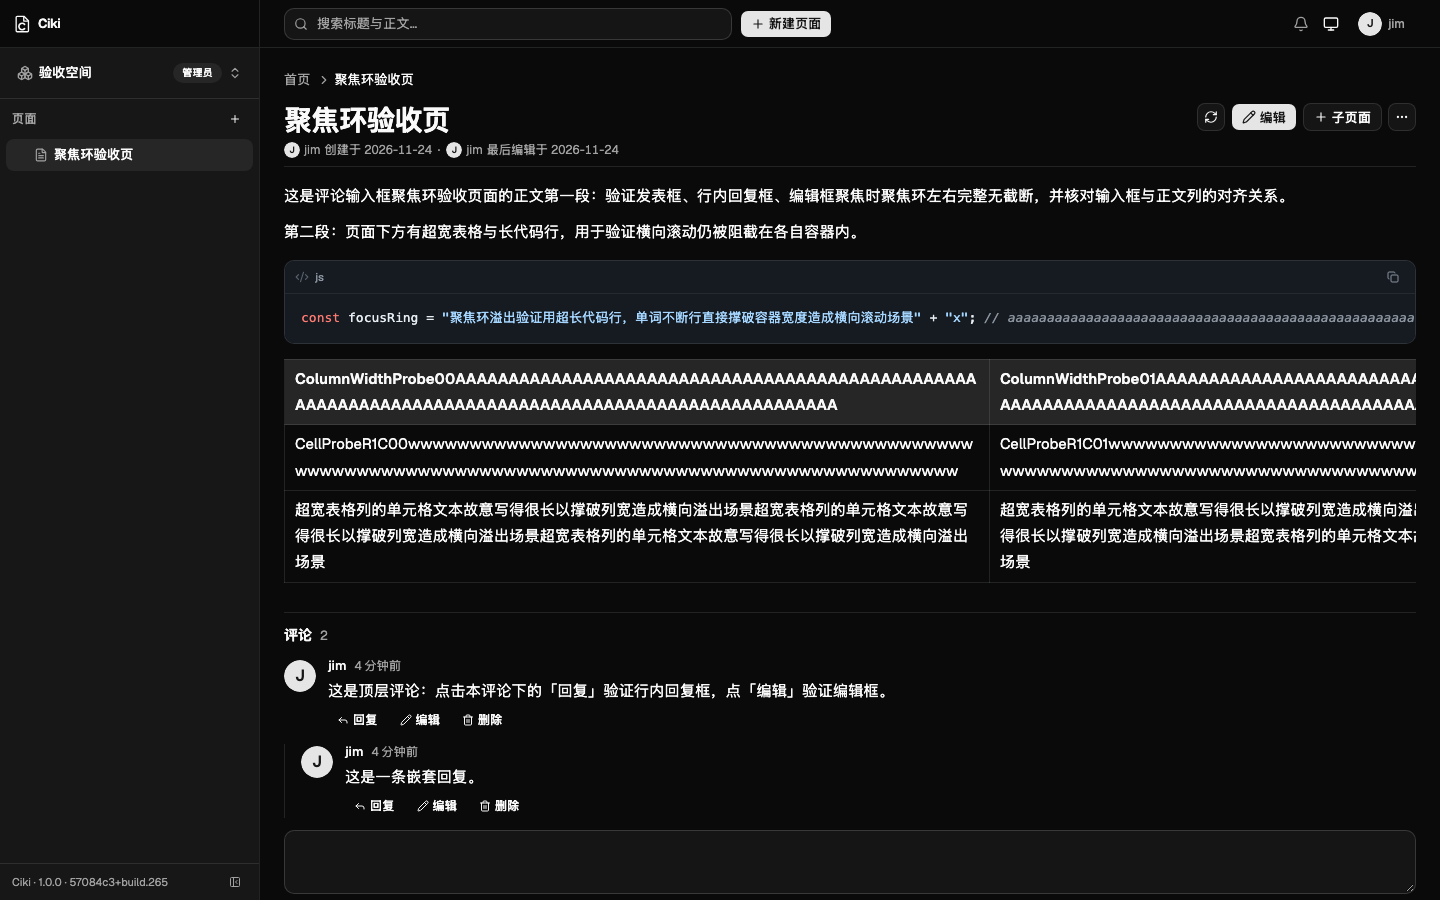 Ciki
搜索标题与正文…
新建页面
J jim
验收空间
管理员
页面
聚焦环验收页
首页 > 聚焦环验收页
聚焦环验收页
J jim 创建于 2026-11-24 · J jim 最后编辑于 2026-11-24
编辑
子页面
这是评论输入框聚焦环验收页面的正文第一段：验证发表框、行内回复框、编辑框聚焦时聚焦环左右完整无截断，并核对输入框与正文列的对齐关系。
第二段：页面下方有超宽表格与长代码行，用于验证横向滚动仍被阻截在各自容器内。
js
const focusRing = "聚焦环溢出验证用超长代码行，单词不断行直接撑破容器宽度造成横向滚动场景" + "x"; // aaaaaaaaaaaaaaaaaaaaaaaaaaaaaaaaaaaaaaaaaaaaaaaaaaaa
超宽表格列的单元格文本故意写得很长以撑破列宽造成横向溢出场景超宽表格列的单元格文本故意写
得很长以撑破列宽造成横向溢出场景超宽表格列的单元格文本故意写得很长以撑破列宽造成横向溢出
场景
超宽表格列的单元格文本故意写得很长以撑破列宽造成横向溢
得很长以撑破列宽造成横向溢出场景超宽表格列的单元格文本
场景
评论 2
J
jim 4 分钟前
这是顶层评论：点击本评论下的「回复」验证行内回复框，点「编辑」验证编辑框。
回复 编辑 删除
J
jim 4 分钟前
这是一条嵌套回复。
回复 编辑 删除
Ciki · 1.0.0 · 57084c3+build.265